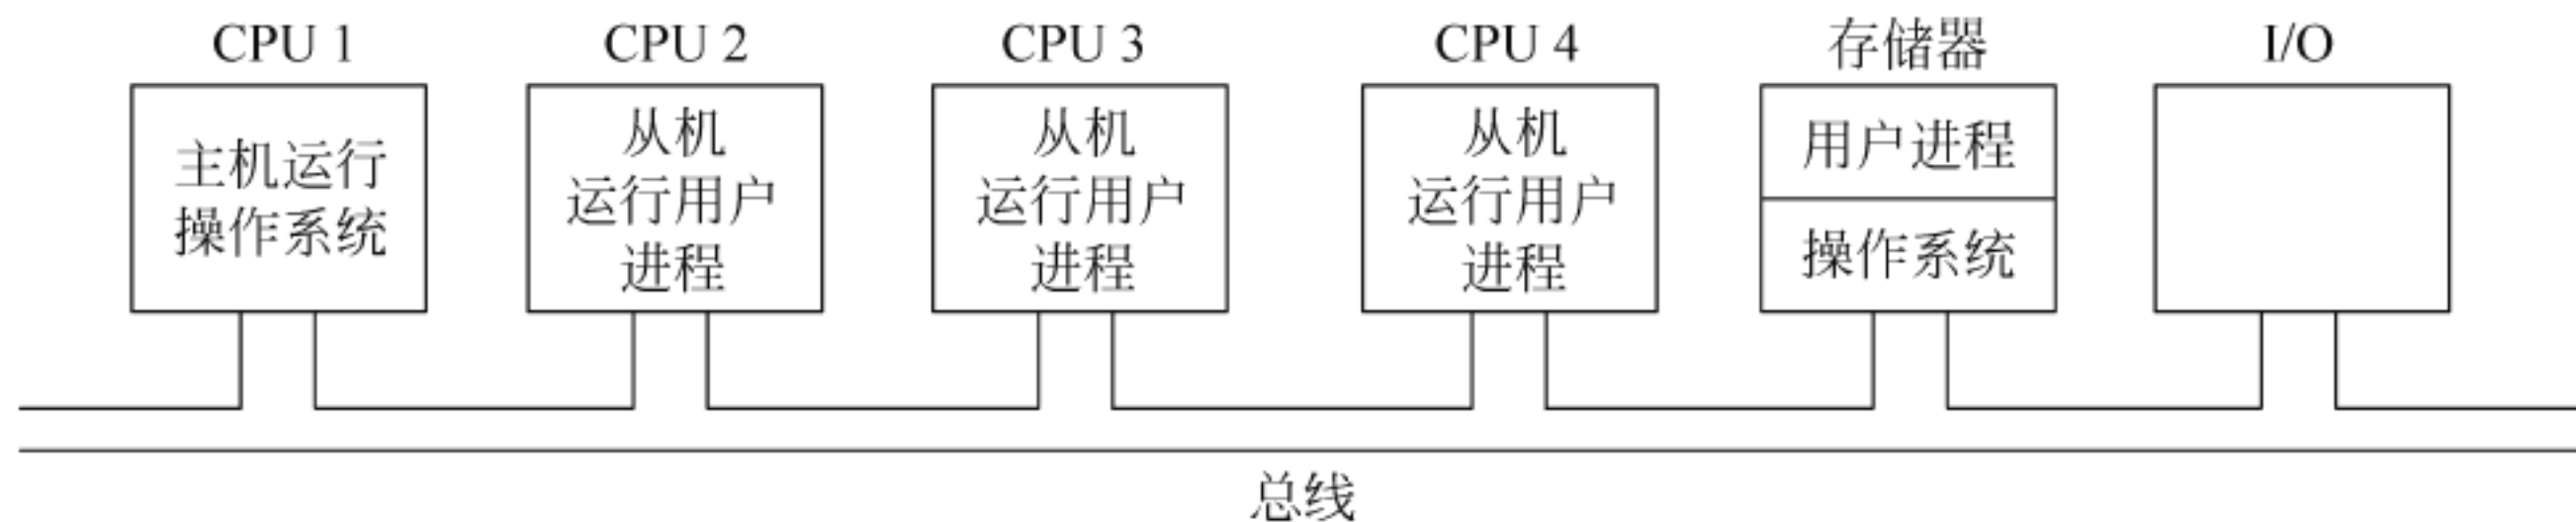 CPU 1
主机运行
操作系统
CPU 2
从机
运行用户
进程
CPU 3
从机
运行用户
进程
CPU 4
从机
运行用户
进程
存储器
用户进程
操作系统
I/O
总线